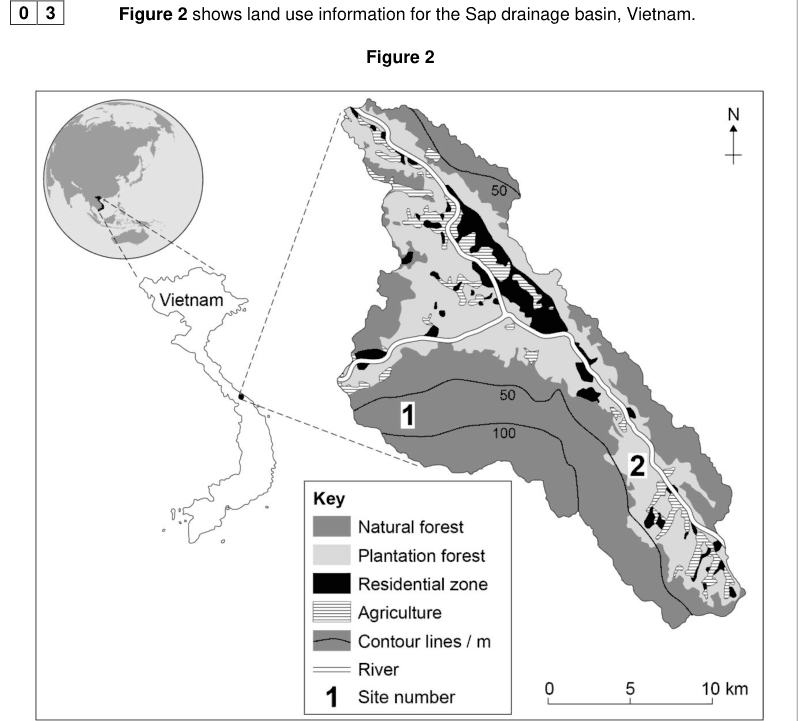 0 3 Figure 2 shows land use information for the Sap drainage basin, Vietnam.
Figure 2
N
50
Vietnam
50
1
100
2
Key
Natural forest
Plantation forest
Residential zone
Agriculture
Contour lines / m
River
1 Site number
0 5 10 km